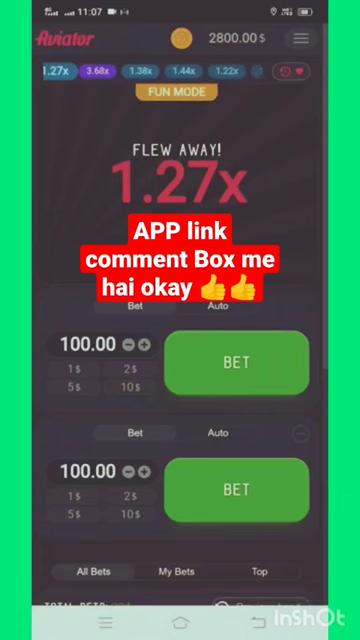 11:07
Aviator 2800.00 $
1.27x 3.68x 1.38x 1.44x 1.22x
FUN MODE
FLEW AWAY!
1.27x
APP link
comment Box me
hai okay 👍👍
Bet Auto
100.00
BET
1$ 2$
5$ 10$
Bet Auto
100.00
BET
1$ 2$
5$ 10$
All Bets My Bets Top
TOTAL BETS:
InShOt